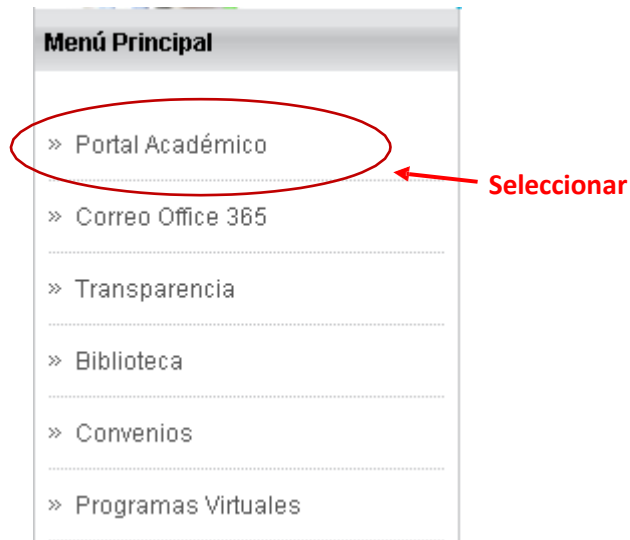 Menú Principal
» Portal Académico
Seleccionar
» Correo Office 365
» Transparencia
» Biblioteca
» Convenios
» Programas Virtuales